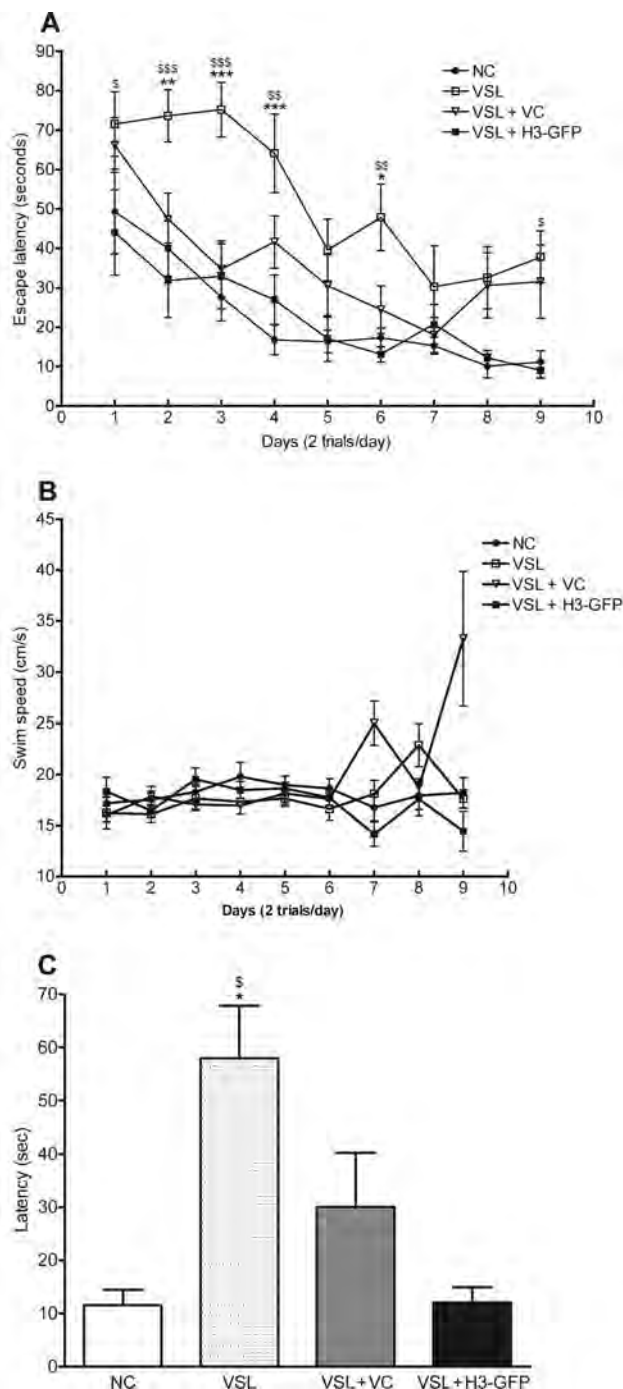 A
90
80
70
60
50
40
30
20
10
0
Escape latency (seconds)
$
$$$
**
$$$
***
$$
***
$$
*
$
NC
VSL
VSL + VC
VSL + H3-GFP
0 1 2 3 4 5 6 7 8 9 10
Days (2 trials/day)
B
45
40
35
30
25
20
15
10
Swim speed (cm/s)
NC
VSL
VSL + VC
VSL + H3-GFP
0 1 2 3 4 5 6 7 8 9 10
Days (2 trials/day)
C
70
60
50
40
30
20
10
0
Latency (sec)
$
*
NC VSL VSL+VC VSL+H3-GFP